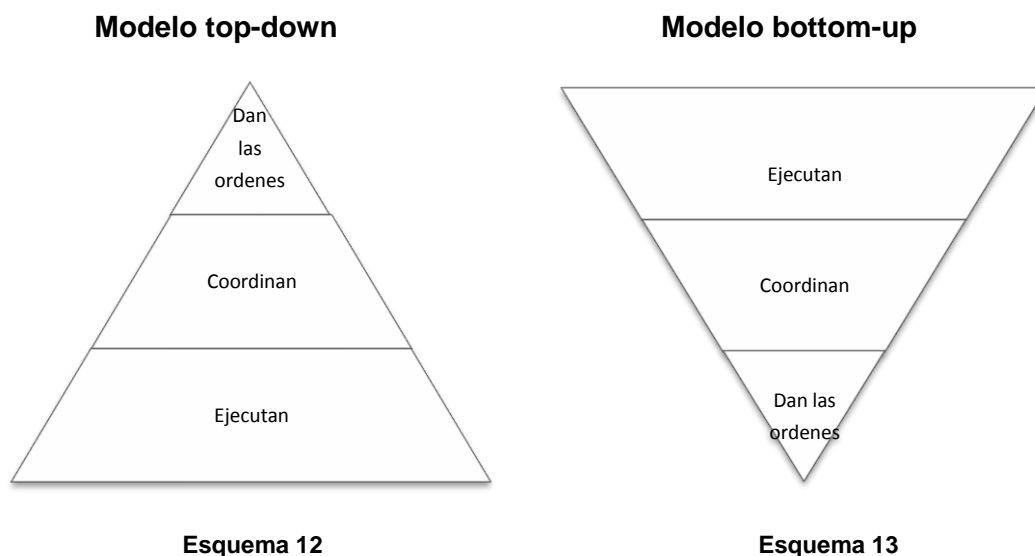 Modelo top-down
Dan
las
ordenes
Coordinan
Ejecutan
Esquema 12
Modelo bottom-up
Ejecutan
Coordinan
Dan las
ordenes
Esquema 13